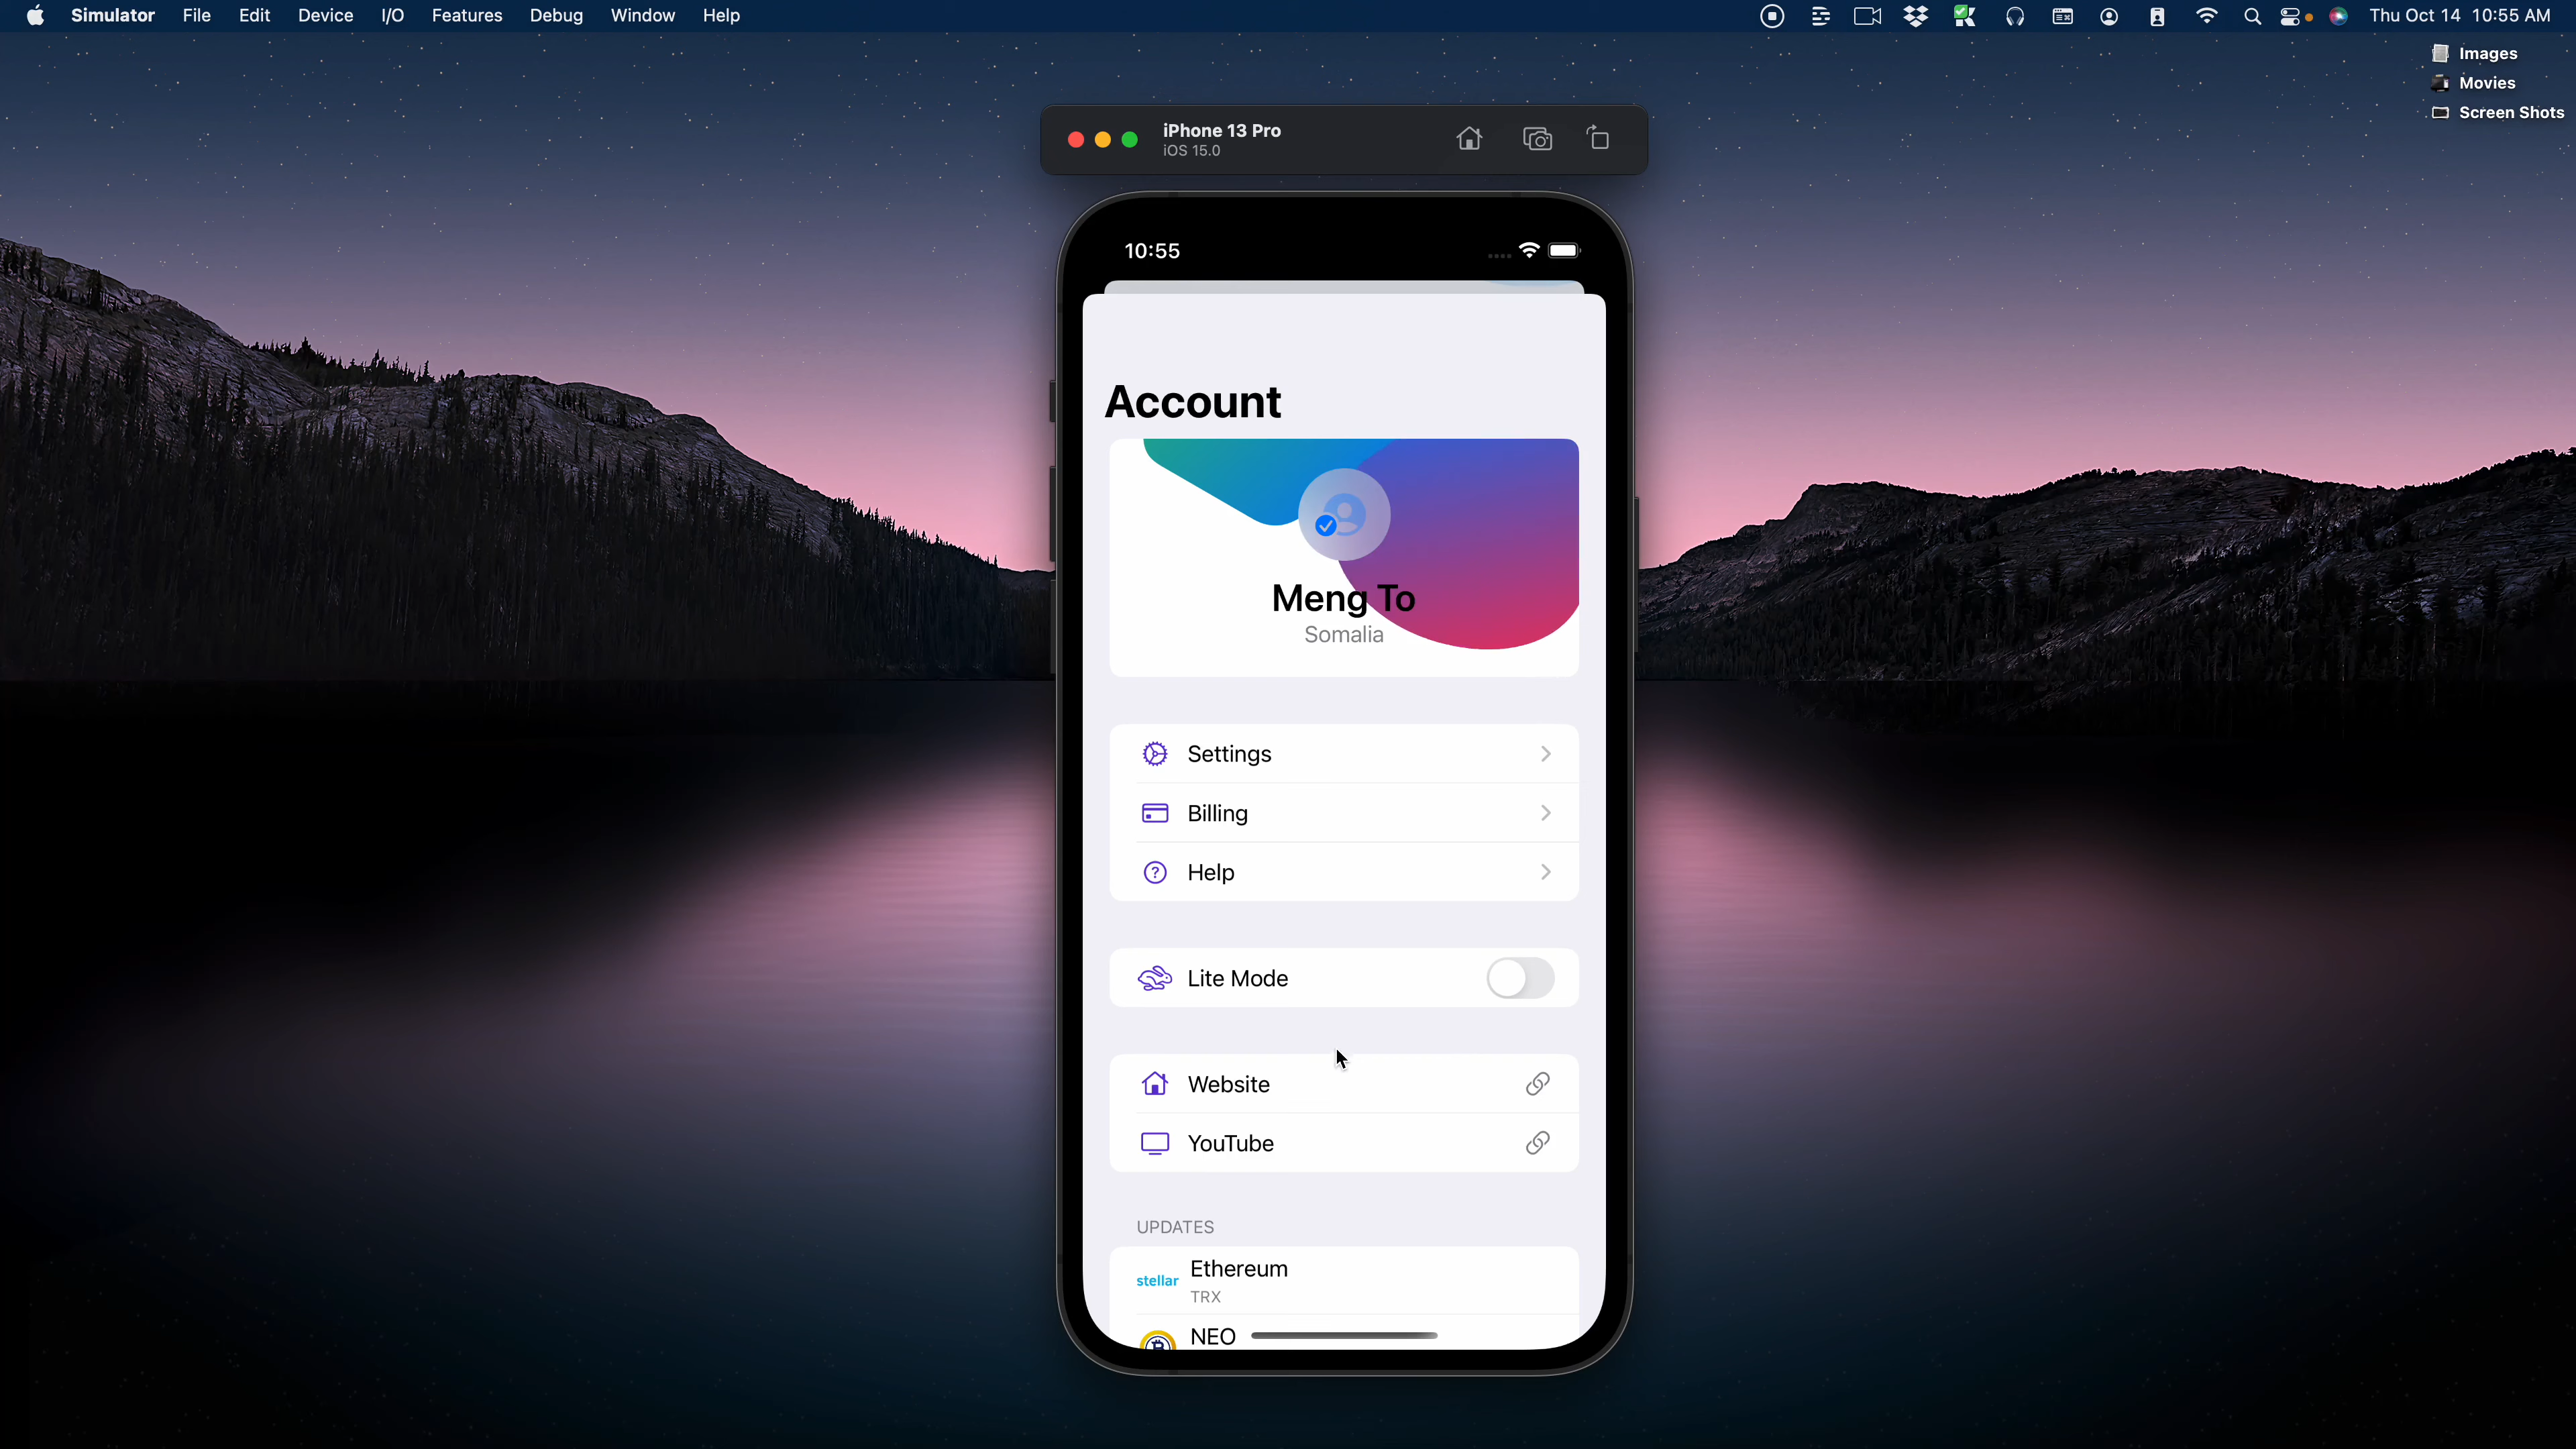 Simulator File Edit Device I/O Features Debug Window Help Thu Oct 14 10:55 AM
Images
Movies
Screen Shots
iPhone 13 Pro
iOS 15.0
10:55
Account
Meng To
Somalia
Settings
Billing
Help
Lite Mode
Website
YouTube
UPDATES
stellar Ethereum
TRX
NEO